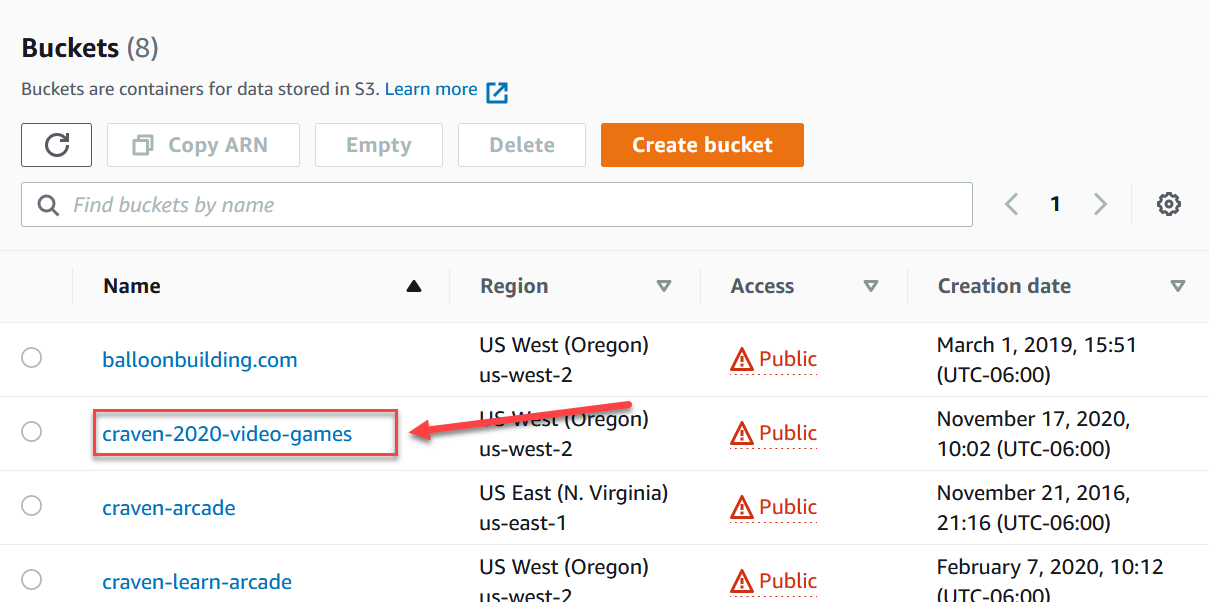 Buckets (8)
Buckets are containers for data stored in S3. Learn more
Copy ARN Empty Delete Create bucket
Find buckets by name 1
Name Region Access Creation date
balloonbuilding.com US West (Oregon) us-west-2 Public March 1, 2019, 15:51 (UTC-06:00)
craven-2020-video-games US West (Oregon) us-west-2 Public November 17, 2020, 10:02 (UTC-06:00)
craven-arcade US East (N. Virginia) us-east-1 Public November 21, 2016, 21:16 (UTC-06:00)
craven-learn-arcade US West (Oregon) us-west-2 Public February 7, 2020, 10:12 (UTC-06:00)